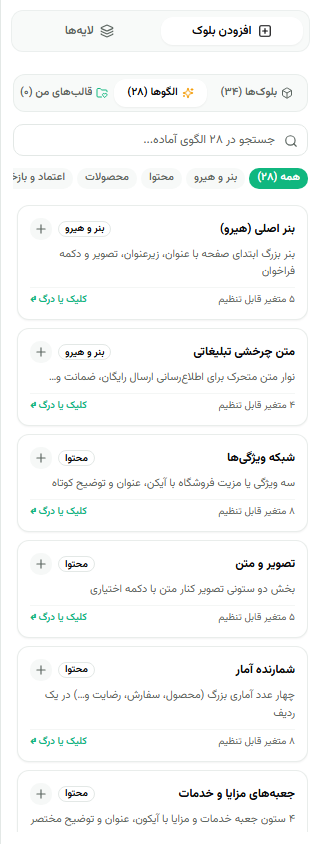 افزودن بلوک
لایه‌ها
بلوک‌ها (۳۴)
الگوها (۲۸)
قالب‌های من (۰)
جستجو در ۲۸ الگوی آماده...
همه (۲۸)
بنر و هیرو
محتوا
محصولات
اعتماد و بازخ
بنر اصلی (هیرو)
بنر و هیرو
بنر بزرگ ابتدای صفحه با عنوان، زیرعنوان، تصویر و دکمه
فراخوان
۵ متغیر قابل تنظیم
کلیک یا درگ
متن چرخشی تبلیغاتی
بنر و هیرو
نوار متن متحرک برای اطلاع‌رسانی ارسال رایگان، ضمانت و...
۴ متغیر قابل تنظیم
کلیک یا درگ
شبکه ویژگی‌ها
محتوا
سه ویژگی یا مزیت فروشگاه با آیکن، عنوان و توضیح کوتاه
۸ متغیر قابل تنظیم
کلیک یا درگ
تصویر و متن
محتوا
بخش دو ستونی تصویر کنار متن با دکمه اختیاری
۵ متغیر قابل تنظیم
کلیک یا درگ
شمارنده آمار
محتوا
چهار عدد آماری بزرگ (محصول، سفارش، رضایت و...) در یک
ردیف
۸ متغیر قابل تنظیم
کلیک یا درگ
جعبه‌های مزایا و خدمات
محتوا
۴ ستون جعبه خدمات و مزایا با آیکون، عنوان و توضیح مختصر